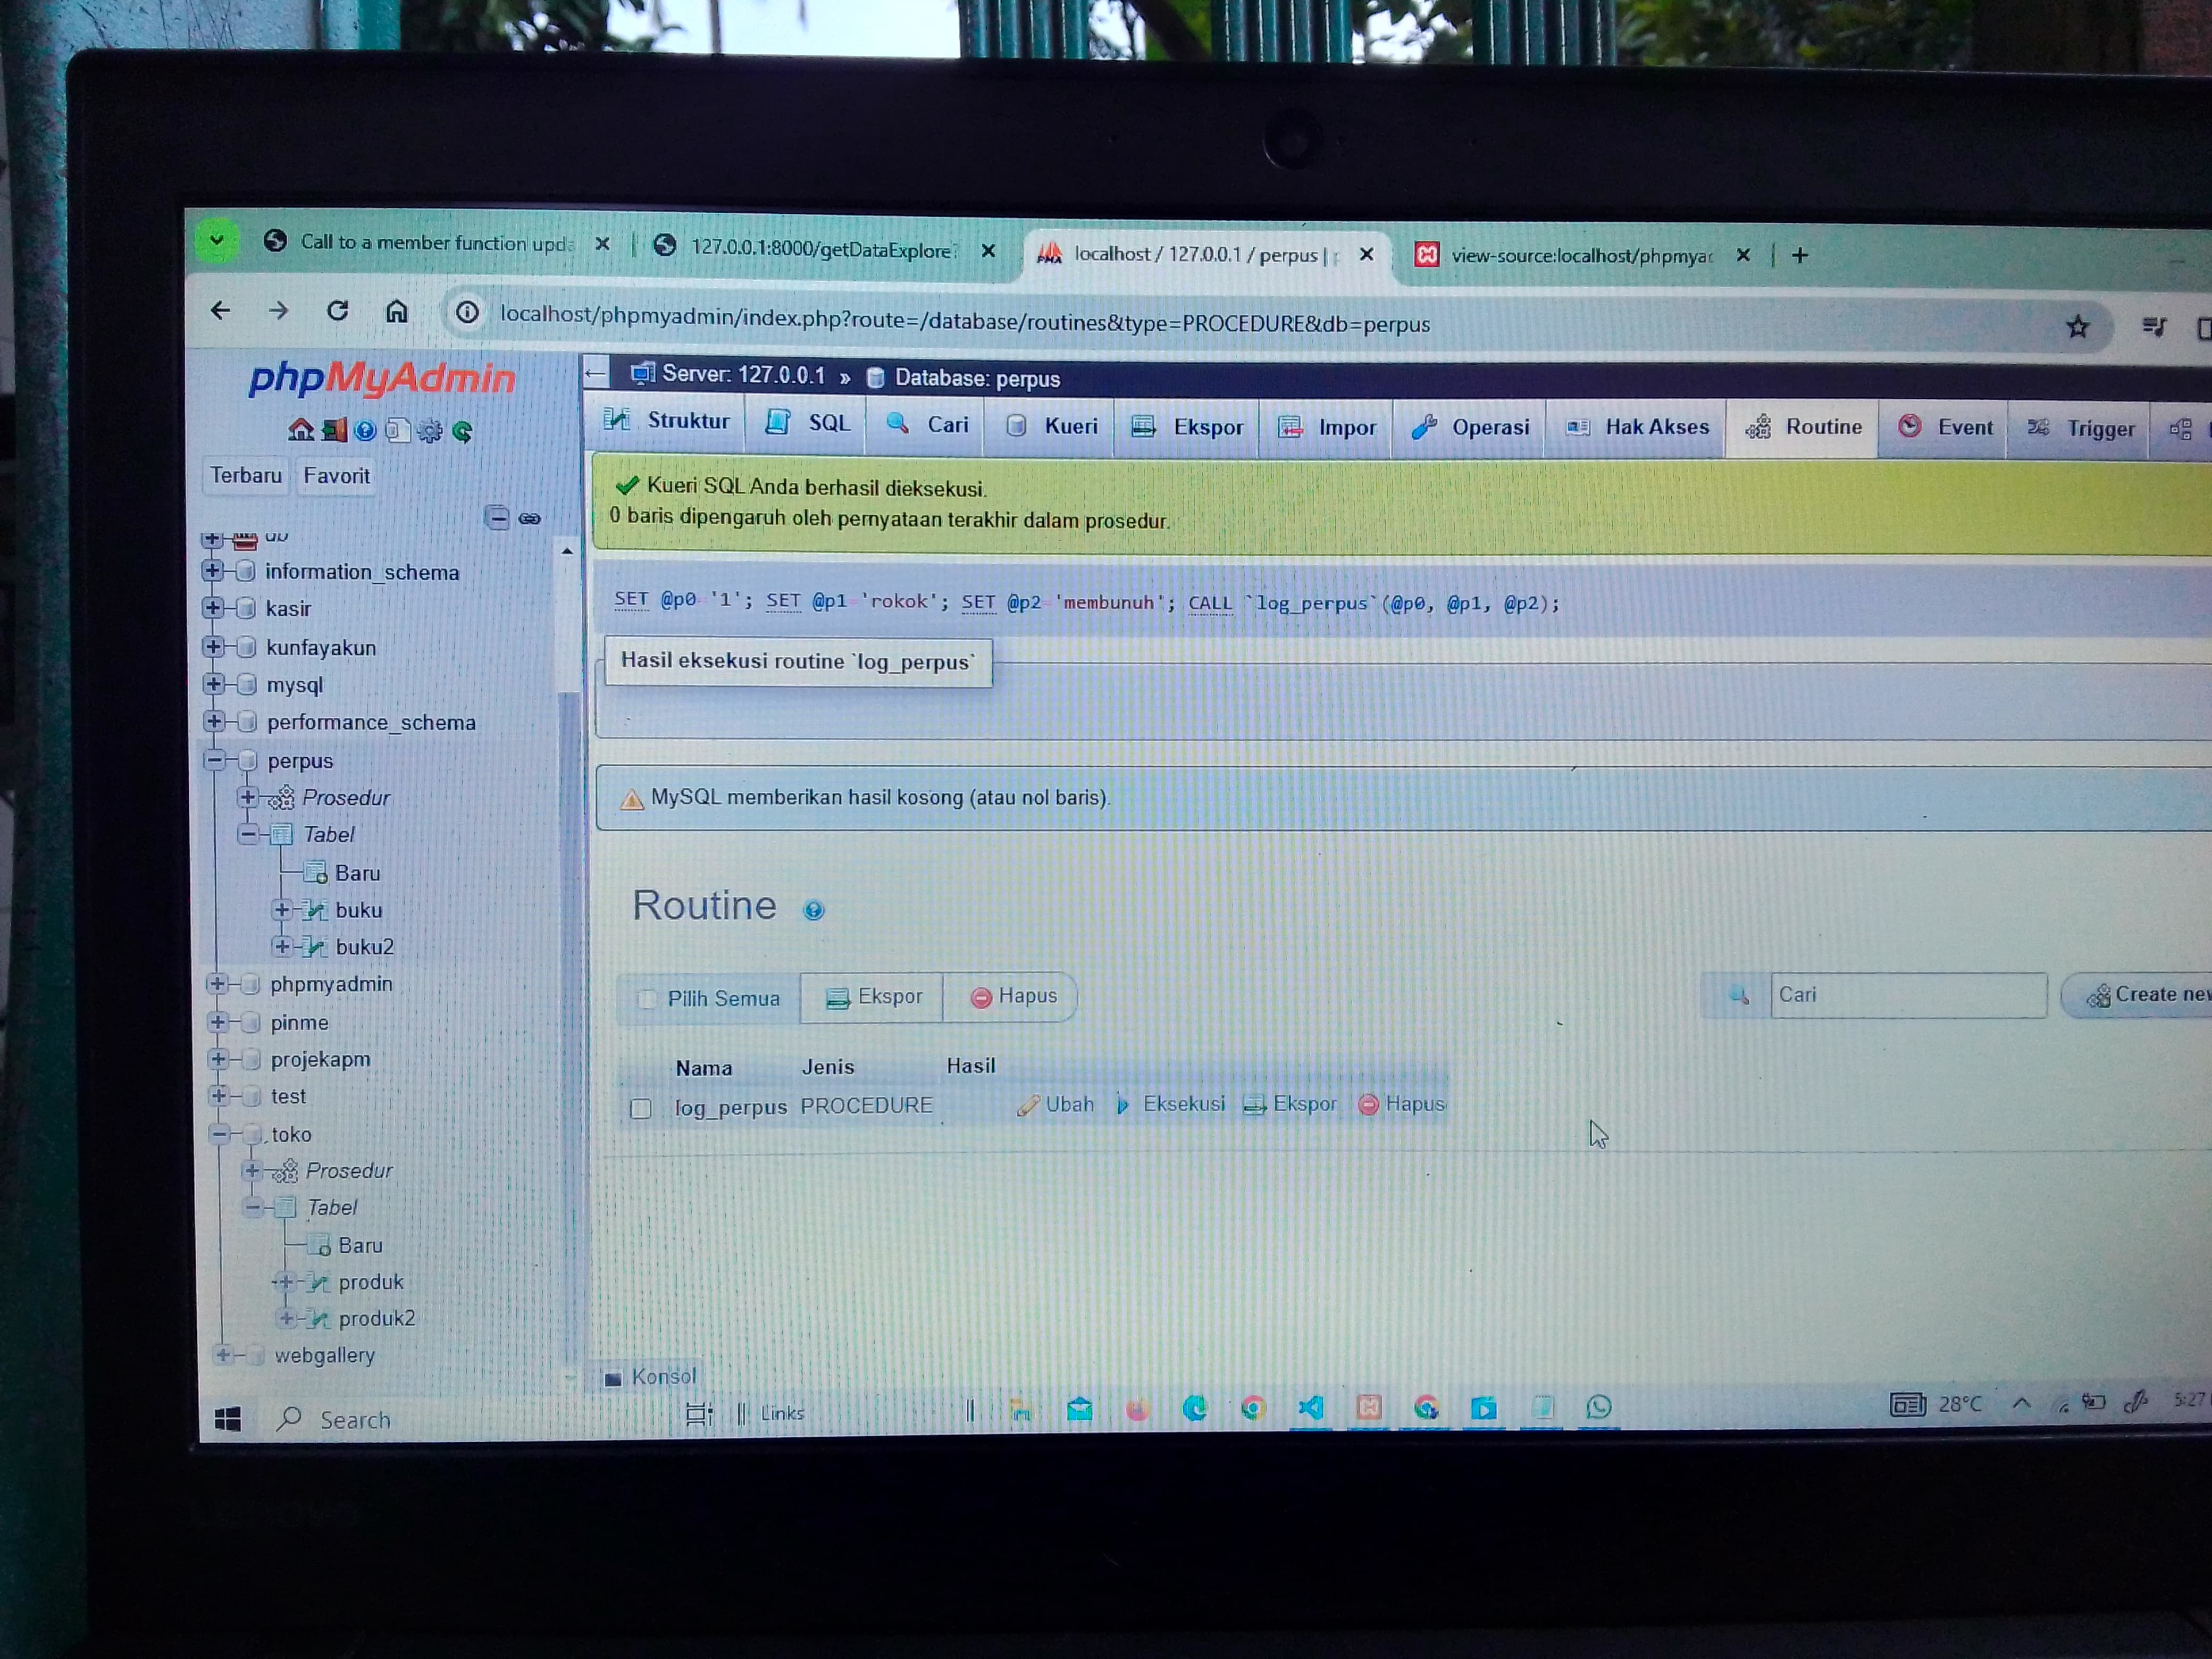 Call to a member function upda
127.0.0.1:8000/getDataExplore?
localhost / 127.0.0.1 / perpus | p
view-source:localhost/phpmyac
localhost/phpmyadmin/index.php?route=/database/routines&type=PROCEDURE&db=perpus
phpMyAdmin
Terbaru Favorit
information_schema
kasir
kunfayakun
mysql
performance_schema
perpus
Prosedur
Tabel
Baru
buku
buku2
phpmyadmin
pinme
projekapm
test
toko
Prosedur
Tabel
Baru
produk
produk2
webgallery
Server: 127.0.0.1 » Database: perpus
Struktur SQL Cari Kueri Ekspor Impor Operasi Hak Akses Routine Event Trigger
Kueri SQL Anda berhasil dieksekusi.
0 baris dipengaruh oleh pernyataan terakhir dalam prosedur.
SET @p0='1'; SET @p1='rokok'; SET @p2='membunuh'; CALL `log_perpus`(@p0, @p1, @p2);
Hasil eksekusi routine `log_perpus`
MySQL memberikan hasil kosong (atau nol baris).
Routine
Pilih Semua Ekspor Hapus Cari Create new
Nama Jenis Hasil
log_perpus PROCEDURE Ubah Eksekusi Ekspor Hapus
Konsol
Search Links 28°C 5:27